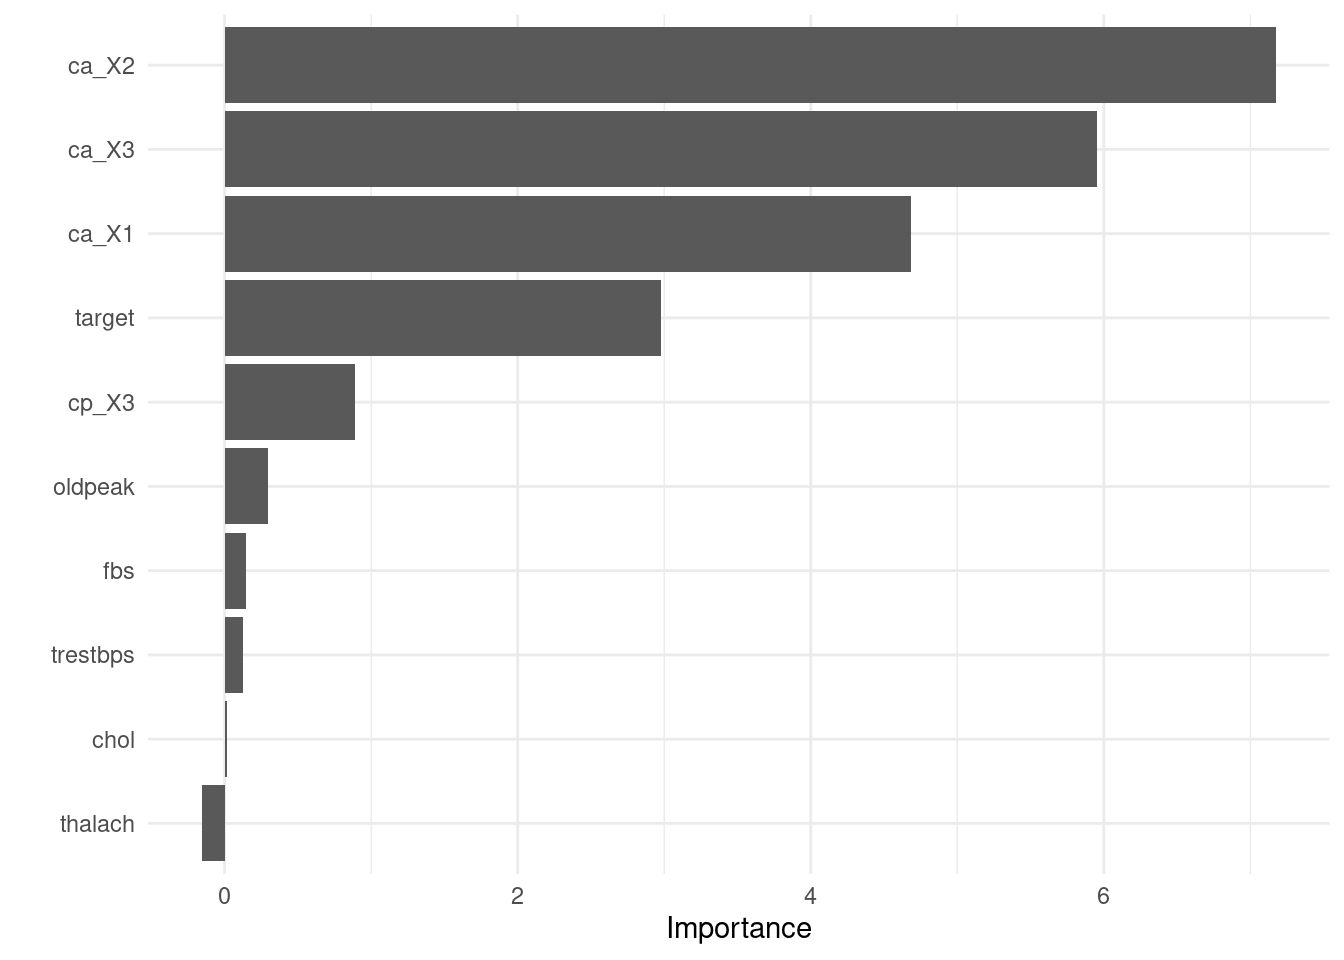 ca_X2
ca_X3
ca_X1
target
cp_X3
oldpeak
fbs
trestbps
chol
thalach
0 2 4 6
Importance